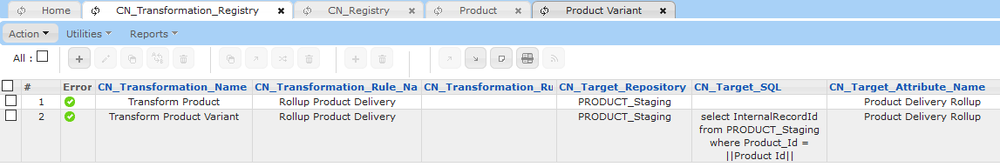 Home CN_Transformation_Registry CN_Registry Product Product Variant
Action Utilities Reports
All :
# Error CN_Transformation_Name CN_Transformation_Rule_Na CN_Transformation_Ru CN_Target_Repository CN_Target_SQL CN_Target_Attribute_Name
1 Transform Product Rollup Product Delivery PRODUCT_Staging Product Delivery Rollup
2 Transform Product Variant Rollup Product Delivery PRODUCT_Staging select InternalRecordId Product Delivery Rollup
from PRODUCT_Staging
where Product_Id =
||Product Id||